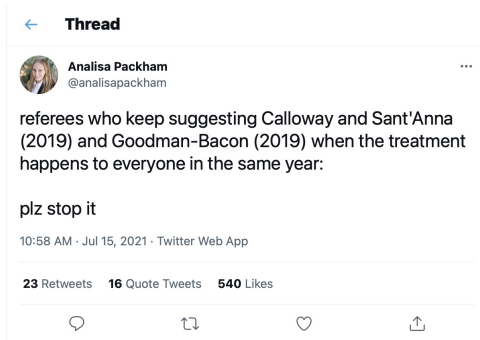 Thread
Analisa Packham
@analisapackham
referees who keep suggesting Calloway and Sant'Anna
(2019) and Goodman-Bacon (2019) when the treatment
happens to everyone in the same year:
plz stop it
10:58 AM · Jul 15, 2021 · Twitter Web App
23 Retweets 16 Quote Tweets 540 Likes